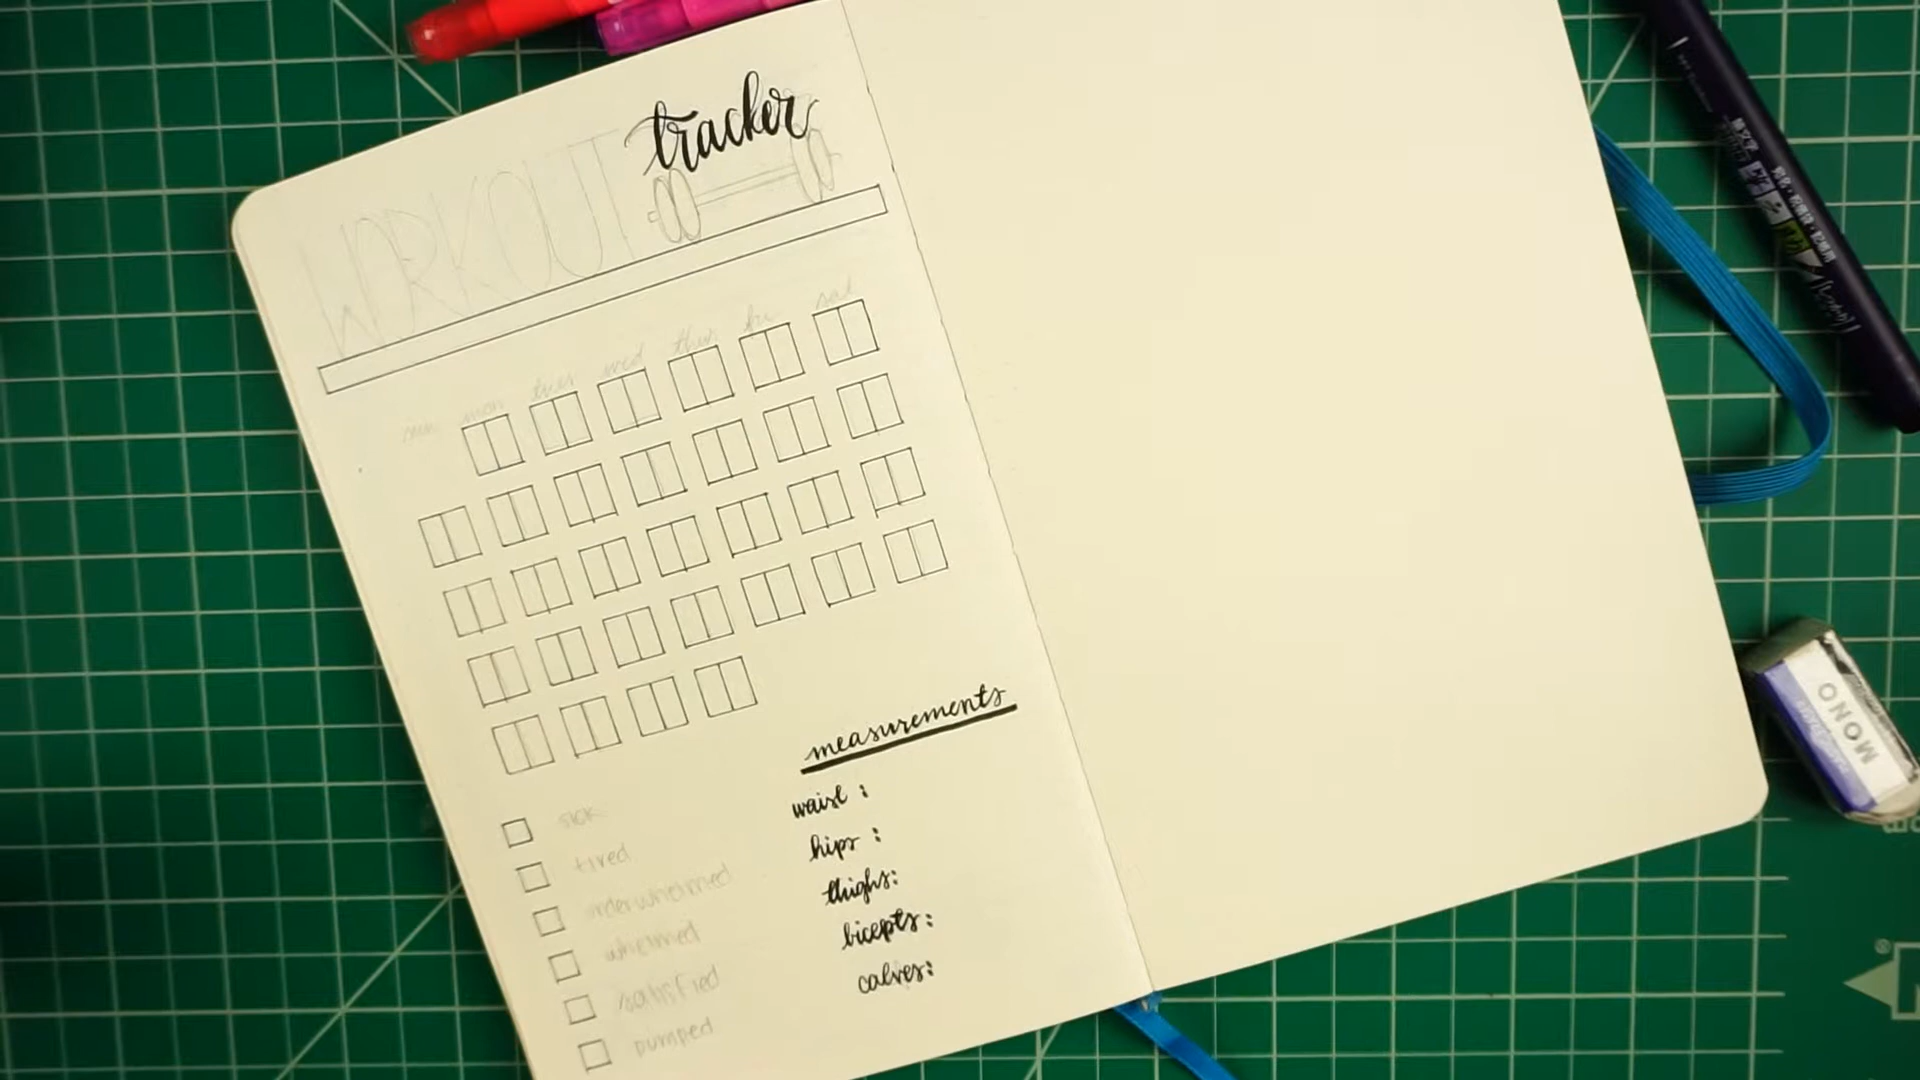 WORKOUT tracker
sun mon tues wed thur fri sat
measurements
waist :
hips :
thighs:
bicepts:
calves:
sick
tired
underwhelmed
whelmed
satisfied
pumped
MONO